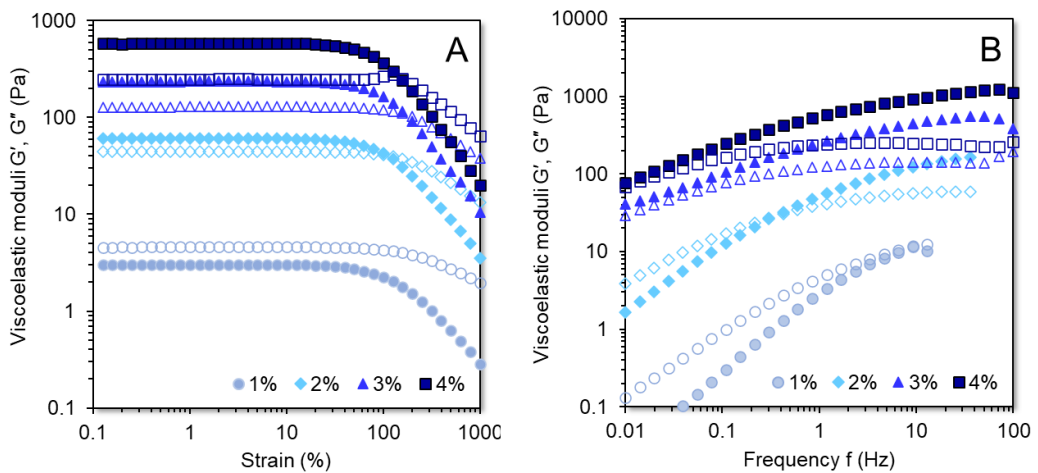 A
Viscoelastic moduli G′, G″ (Pa)
1000
100
10
1
0.1
1% 2% 3% 4%
0.1 1 10 100 1000
Strain (%)
B
Viscoelastic moduli G′, G″ (Pa)
10000
1000
100
10
1
0.1
1% 2% 3% 4%
0.01 0.1 1 10 100
Frequency f (Hz)